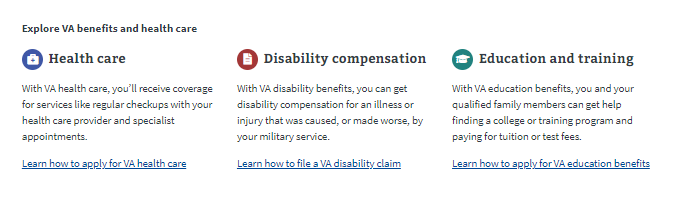 Explore VA benefits and health care
Health care
With VA health care, you’ll receive coverage
for services like regular checkups with your
health care provider and specialist
appointments.
Learn how to apply for VA health care
Disability compensation
With VA disability benefits, you can get
disability compensation for an illness or
injury that was caused, or made worse, by
your military service.
Learn how to file a VA disability claim
Education and training
With VA education benefits, you and your
qualified family members can get help
finding a college or training program and
paying for tuition or test fees.
Learn how to apply for VA education benefits